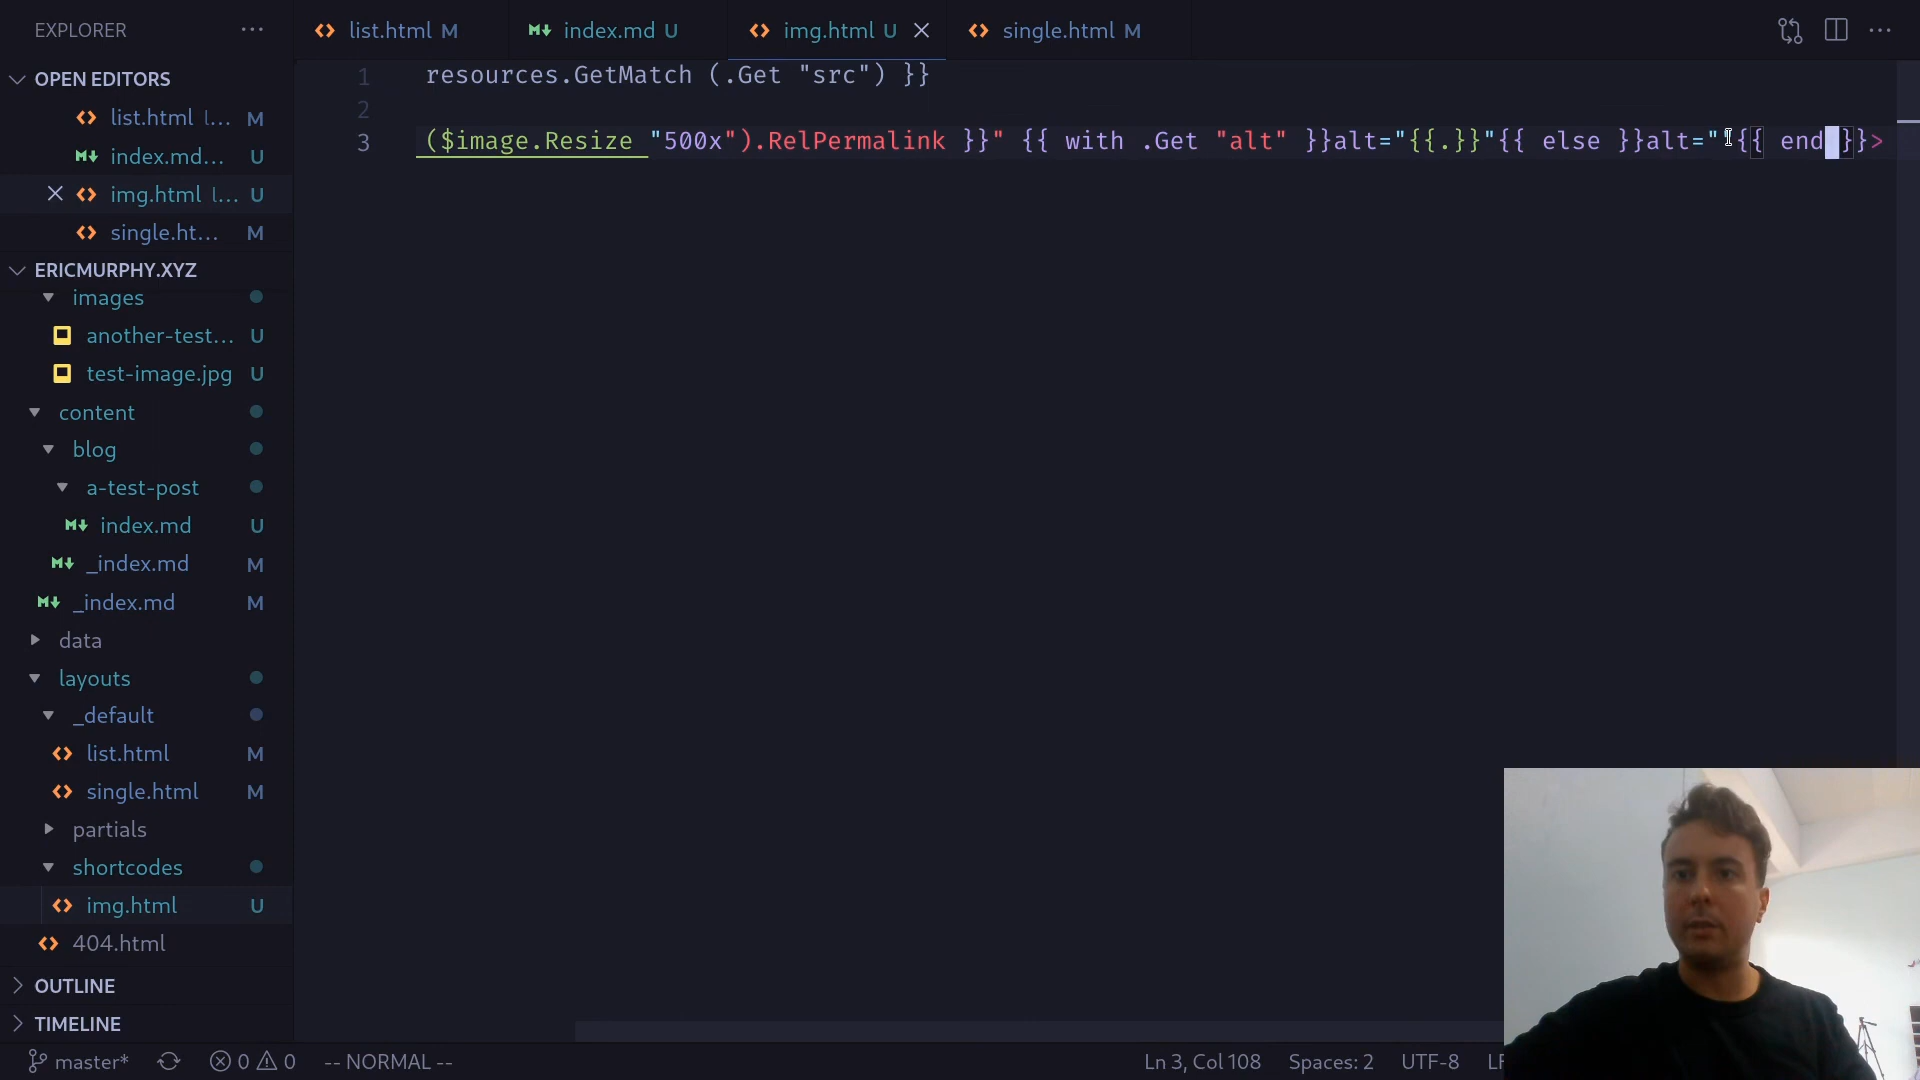 EXPLORER
list.html M
index.md U
img.html U
single.html M
OPEN EDITORS
list.html l... M
index.md... U
img.html l... U
single.ht... M
ERICMURPHY.XYZ
images
another-test... U
test-image.jpg U
content
blog
a-test-post
index.md U
_index.md M
_index.md M
data
layouts
_default
list.html M
single.html M
partials
shortcodes
img.html U
404.html
OUTLINE
TIMELINE
1 resources.GetMatch (.Get "src") }}
2
3 ($image.Resize "500x").RelPermalink }}" {{ with .Get "alt" }}alt="{{.}}"{{ else }}alt=""{{ end }}>
master* 0 0 -- NORMAL --
Ln 3, Col 108 Spaces: 2 UTF-8 LF